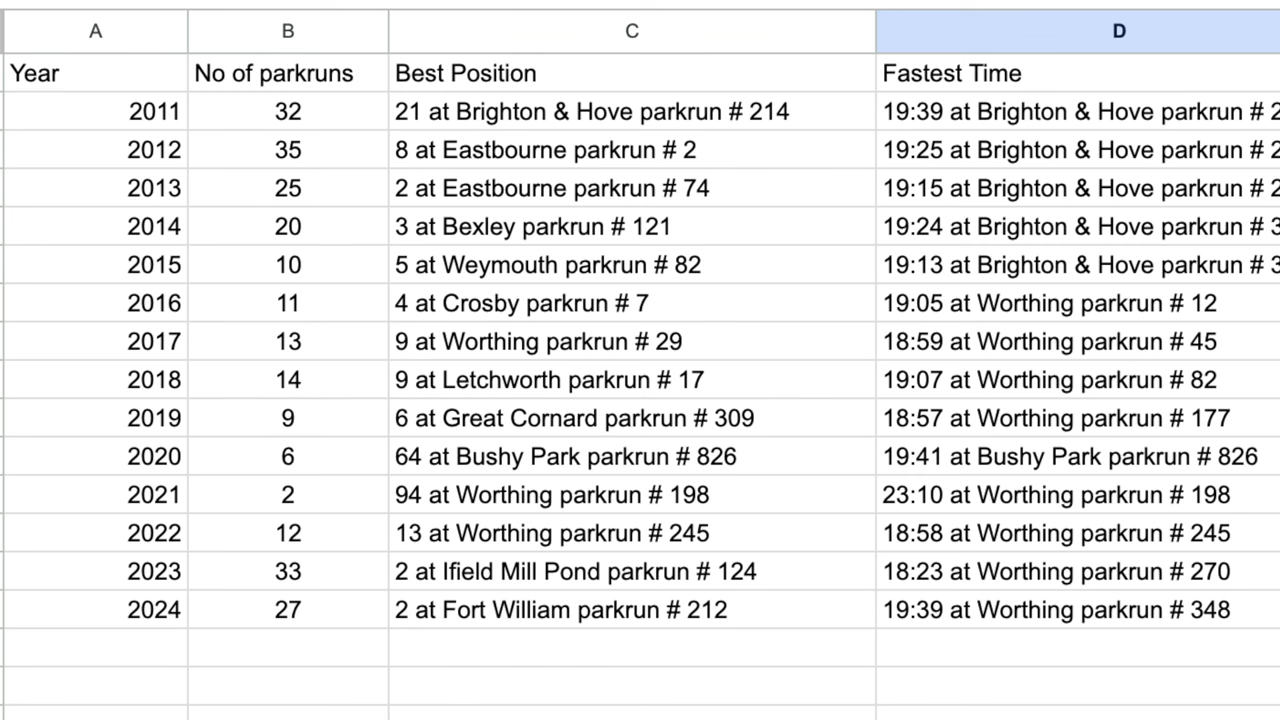 A B C D
Year No of parkruns Best Position Fastest Time
2011 32 21 at Brighton & Hove parkrun # 214 19:39 at Brighton & Hove parkrun # 2
2012 35 8 at Eastbourne parkrun # 2 19:25 at Brighton & Hove parkrun # 2
2013 25 2 at Eastbourne parkrun # 74 19:15 at Brighton & Hove parkrun # 2
2014 20 3 at Bexley parkrun # 121 19:24 at Brighton & Hove parkrun # 3
2015 10 5 at Weymouth parkrun # 82 19:13 at Brighton & Hove parkrun # 3
2016 11 4 at Crosby parkrun # 7 19:05 at Worthing parkrun # 12
2017 13 9 at Worthing parkrun # 29 18:59 at Worthing parkrun # 45
2018 14 9 at Letchworth parkrun # 17 19:07 at Worthing parkrun # 82
2019 9 6 at Great Cornard parkrun # 309 18:57 at Worthing parkrun # 177
2020 6 64 at Bushy Park parkrun # 826 19:41 at Bushy Park parkrun # 826
2021 2 94 at Worthing parkrun # 198 23:10 at Worthing parkrun # 198
2022 12 13 at Worthing parkrun # 245 18:58 at Worthing parkrun # 245
2023 33 2 at Ifield Mill Pond parkrun # 124 18:23 at Worthing parkrun # 270
2024 27 2 at Fort William parkrun # 212 19:39 at Worthing parkrun # 348